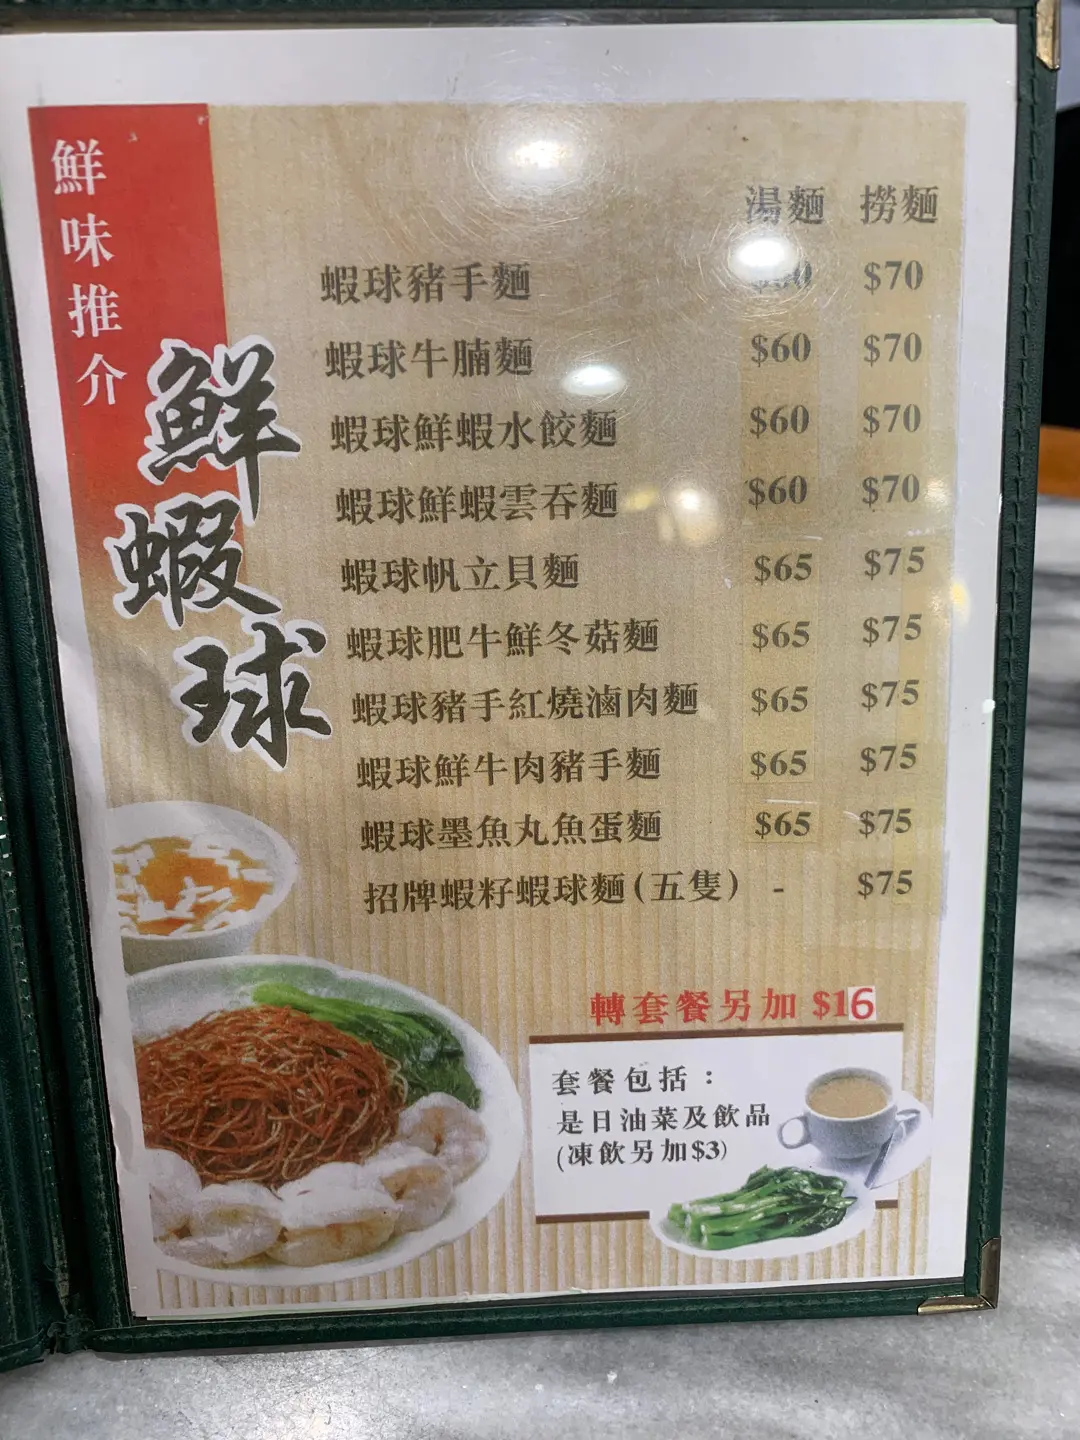 鮮味推介
鮮蝦球
湯麵 撈麵
蝦球豬手麵 $70
蝦球牛腩麵 $60 $70
蝦球鮮蝦水餃麵 $60 $70
蝦球鮮蝦雲吞麵 $60 $70
蝦球帆立貝麵 $65 $75
蝦球肥牛鮮冬菇麵 $65 $75
蝦球豬手紅燒滷肉麵 $65 $75
蝦球鮮牛肉豬手麵 $65 $75
蝦球墨魚丸魚蛋麵 $65 $75
招牌蝦籽蝦球麵(五隻) - $75
轉套餐另加 $16
套餐包括：
是日油菜及飲品
(凍飲另加$3)